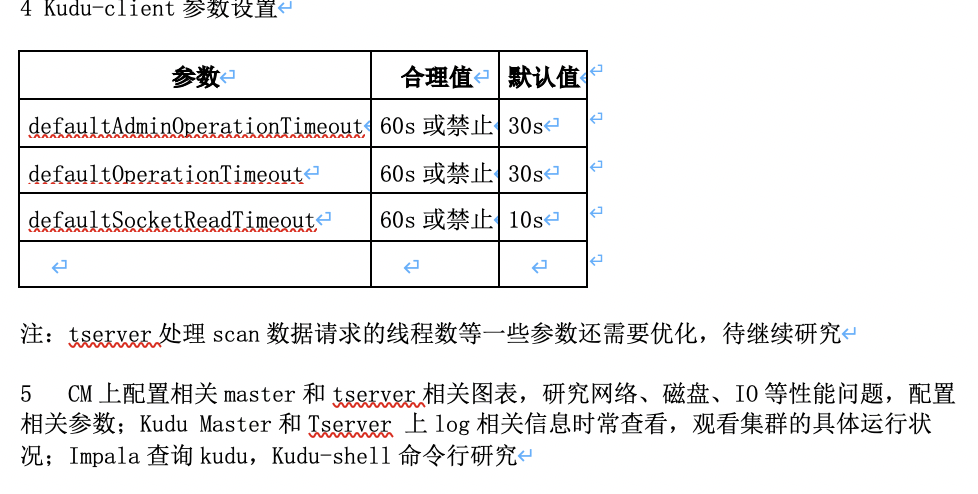 4 Kudu-client 参数设置
参数 合理值 默认值
defaultAdminOperationTimeout 60s 或禁止 30s
defaultOperationTimeout 60s 或禁止 30s
defaultSocketReadTimeout 60s 或禁止 10s
注：tserver 处理 scan 数据请求的线程数等一些参数还需要优化，待继续研究
5 CM 上配置相关 master 和 tserver 相关图表，研究网络、磁盘、IO 等性能问题，配置
相关参数；Kudu Master 和 Tserver 上 log 相关信息时常查看，观看集群的具体运行状
况；Impala 查询 kudu，Kudu-shell 命令行研究